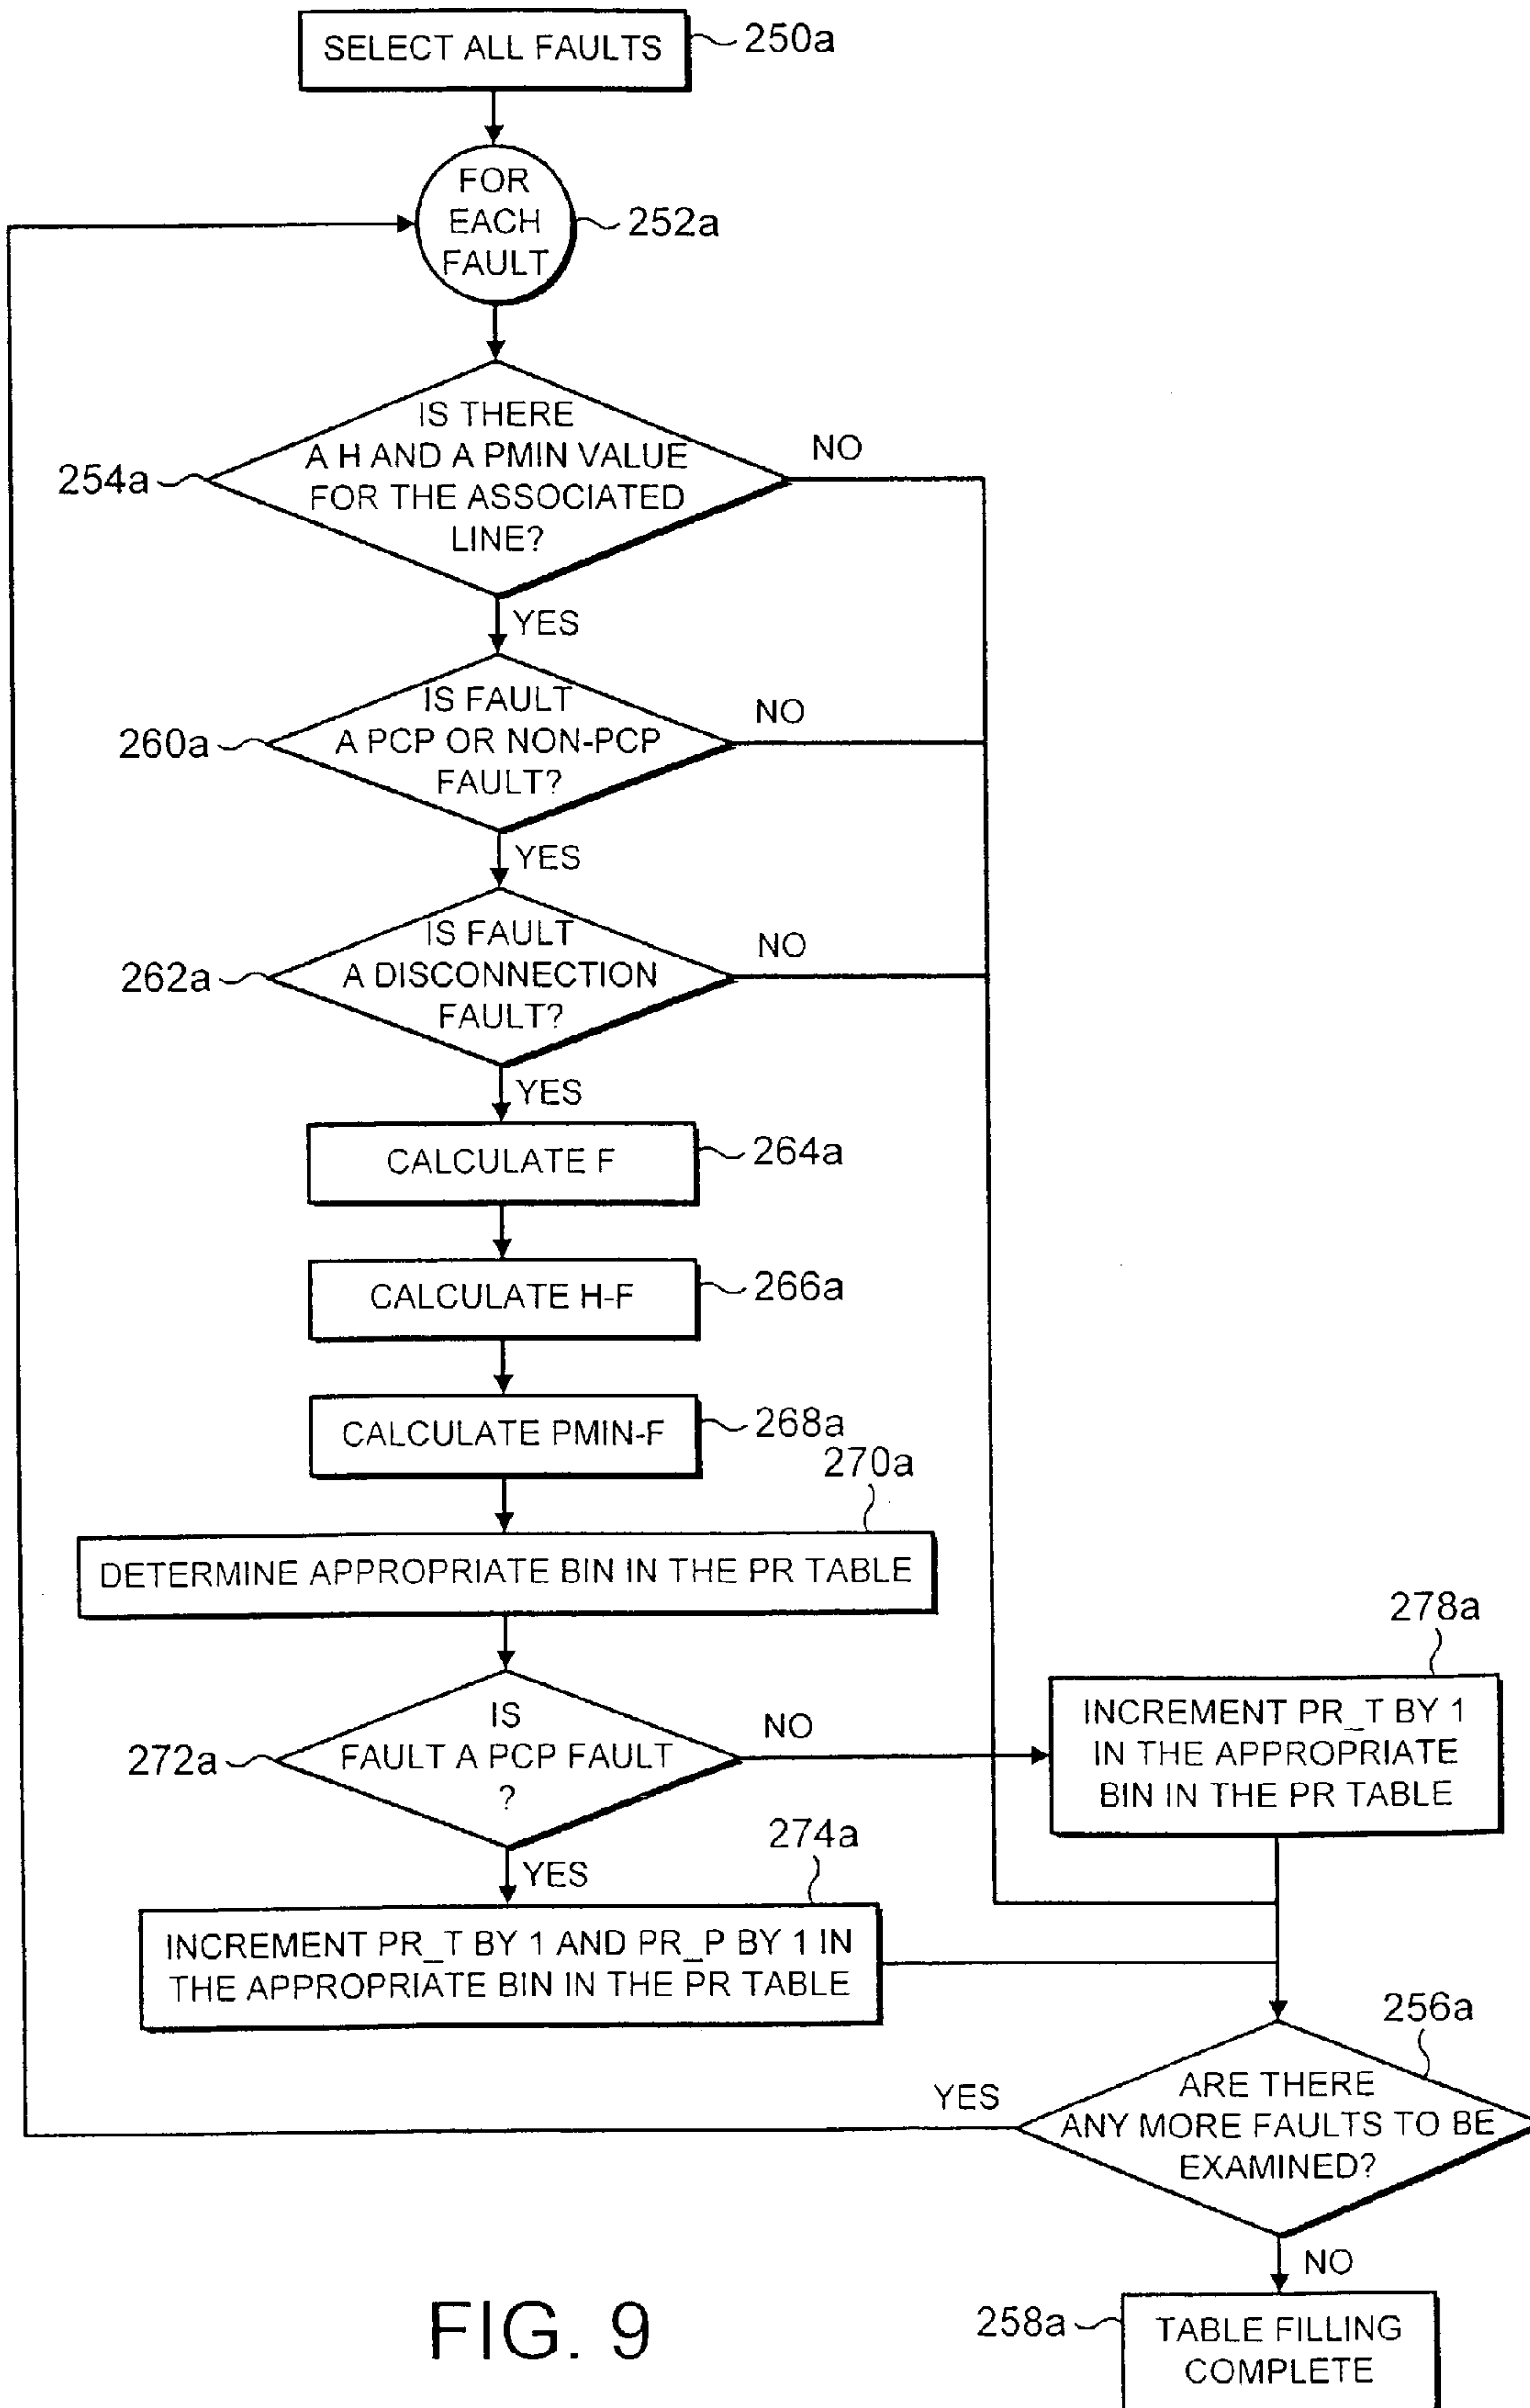 SELECT ALL FAULTS
250a
FOR
EACH
FAULT
252a
IS THERE
A H AND A PMIN VALUE
FOR THE ASSOCIATED
LINE?
254a
NO
YES
IS FAULT
A PCP OR NON-PCP
FAULT?
260a
NO
YES
IS FAULT
A DISCONNECTION
FAULT?
262a
NO
YES
CALCULATE F
264a
CALCULATE H-F
266a
CALCULATE PMIN-F
268a
270a
DETERMINE APPROPRIATE BIN IN THE PR TABLE
IS
FAULT A PCP FAULT
?
272a
NO
YES
278a
INCREMENT PR_T BY 1
IN THE APPROPRIATE
BIN IN THE PR TABLE
274a
INCREMENT PR_T BY 1 AND PR_P BY 1 IN
THE APPROPRIATE BIN IN THE PR TABLE
256a
ARE THERE
ANY MORE FAULTS TO BE
EXAMINED?
YES
NO
258a
TABLE FILLING
COMPLETE
FIG. 9